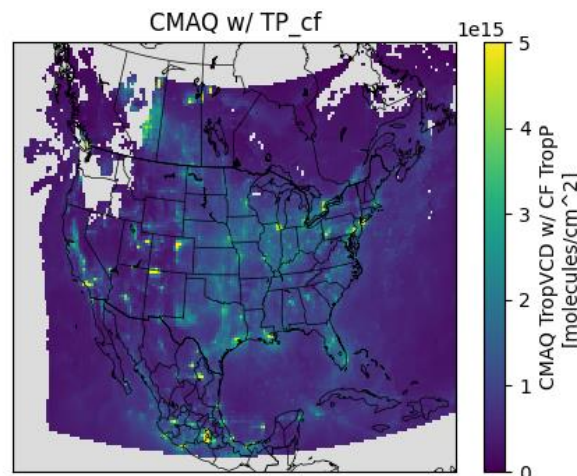 CMAQ w/ TP_cf
1e15
5
4
3
2
1
0
CMAQ TropVCD w/ CF TropP
[molecules/cm^2]